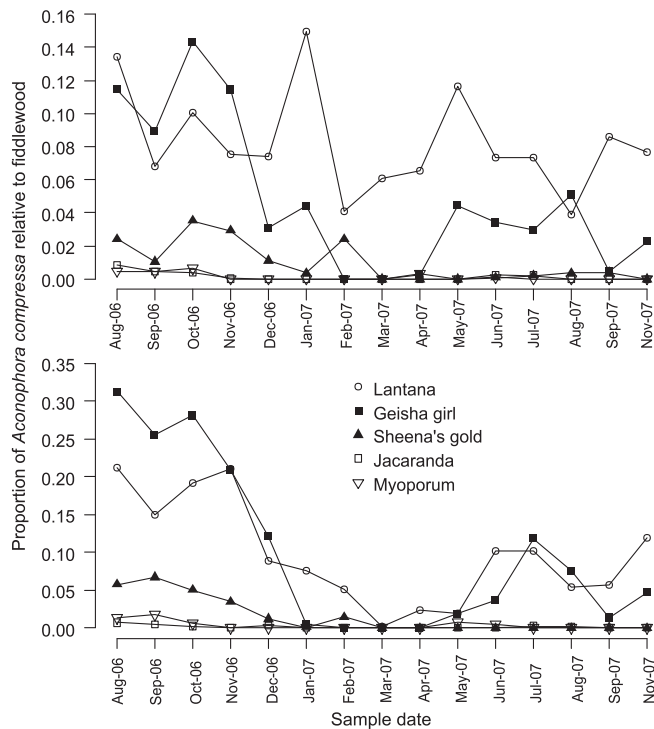 Proportion of Aconophora compressa relative to fiddlewood
0.16
0.14
0.12
0.10
0.08
0.06
0.04
0.02
0.00
Aug-06
Sep-06
Oct-06
Nov-06
Dec-06
Jan-07
Feb-07
Mar-07
Apr-07
May-07
Jun-07
Jul-07
Aug-07
Sep-07
Nov-07
0.35
0.30
0.25
0.20
0.15
0.10
0.05
0.00
Lantana
Geisha girl
Sheena's gold
Jacaranda
Myoporum
Aug-06
Sep-06
Oct-06
Nov-06
Dec-06
Jan-07
Feb-07
Mar-07
Apr-07
May-07
Jun-07
Jul-07
Aug-07
Sep-07
Nov-07
Sample date